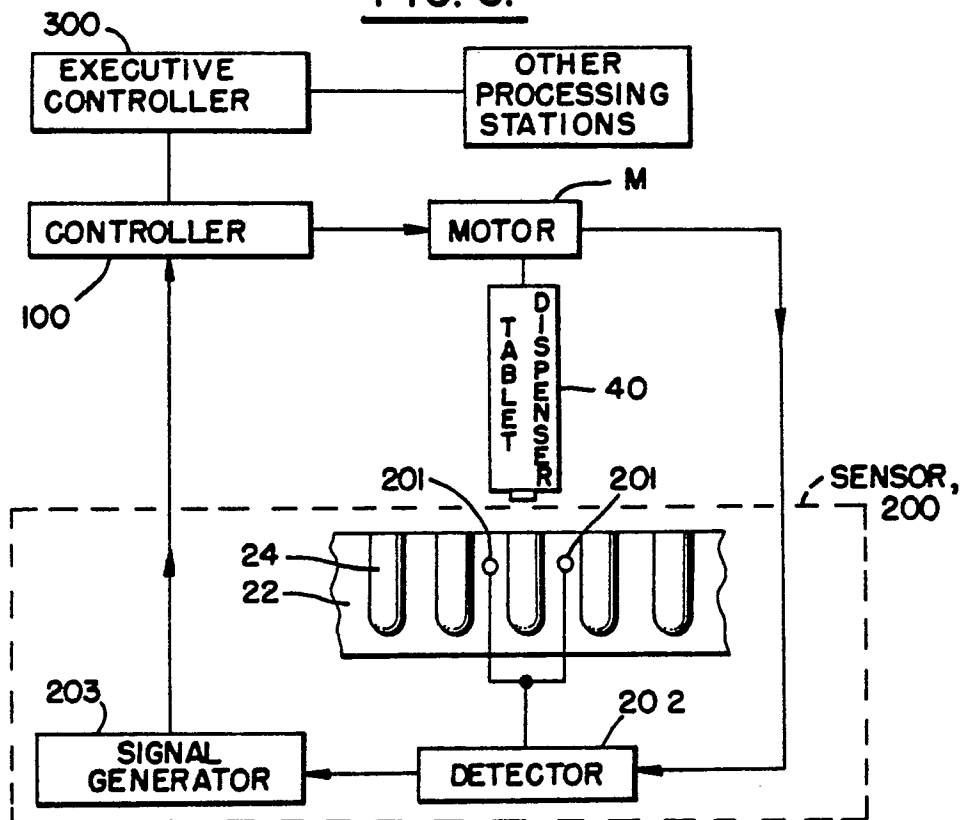 300
EXECUTIVE
CONTROLLER
OTHER
PROCESSING
STATIONS
M
CONTROLLER
MOTOR
100
TABLET
DISPENSER
40
201
201
SENSOR,
200
24
22
203
202
SIGNAL
GENERATOR
DETECTOR